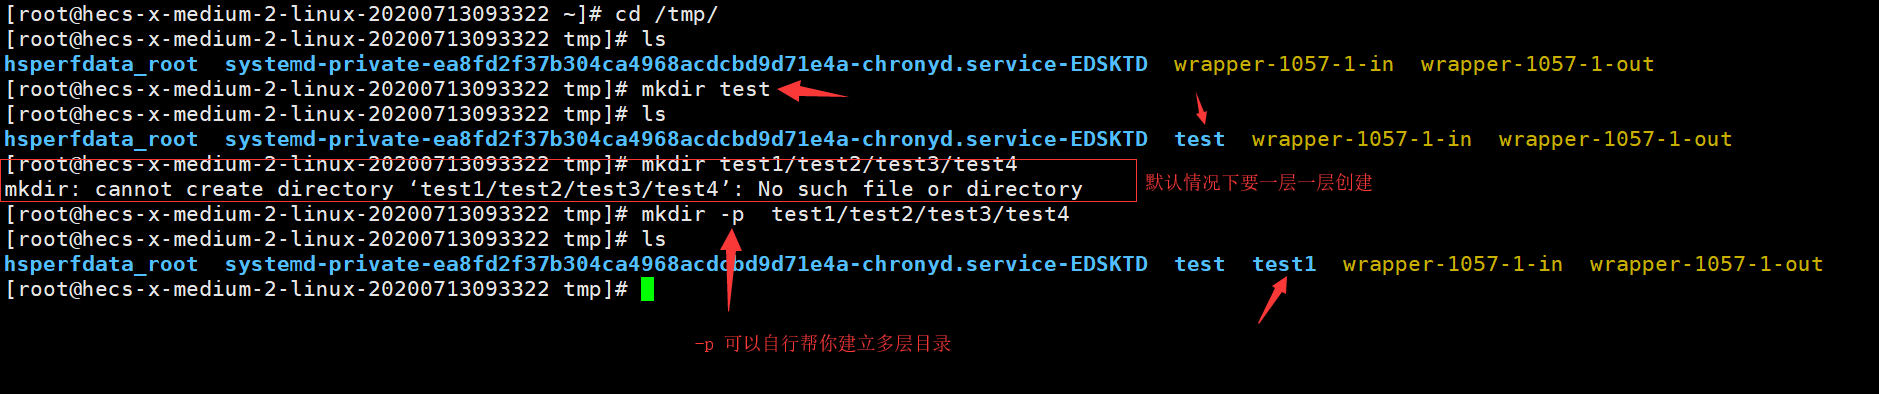 [root@hecs-x-medium-2-linux-20200713093322 ~]# cd /tmp/
[root@hecs-x-medium-2-linux-20200713093322 tmp]# ls
hsperfdata_root  systemd-private-ea8fd2f37b304ca4968acdcbd9d71e4a-chronyd.service-EDSKTD  wrapper-1057-1-in  wrapper-1057-1-out
[root@hecs-x-medium-2-linux-20200713093322 tmp]# mkdir test
[root@hecs-x-medium-2-linux-20200713093322 tmp]# ls
hsperfdata_root  systemd-private-ea8fd2f37b304ca4968acdcbd9d71e4a-chronyd.service-EDSKTD  test  wrapper-1057-1-in  wrapper-1057-1-out
[root@hecs-x-medium-2-linux-20200713093322 tmp]# mkdir test1/test2/test3/test4
mkdir: cannot create directory ‘test1/test2/test3/test4’: No such file or directory
默认情况下要一层一层创建
[root@hecs-x-medium-2-linux-20200713093322 tmp]# mkdir -p  test1/test2/test3/test4
[root@hecs-x-medium-2-linux-20200713093322 tmp]# ls
hsperfdata_root  systemd-private-ea8fd2f37b304ca4968acdcbd9d71e4a-chronyd.service-EDSKTD  test  test1  wrapper-1057-1-in  wrapper-1057-1-out
[root@hecs-x-medium-2-linux-20200713093322 tmp]#
-p 可以自行帮你建立多层目录